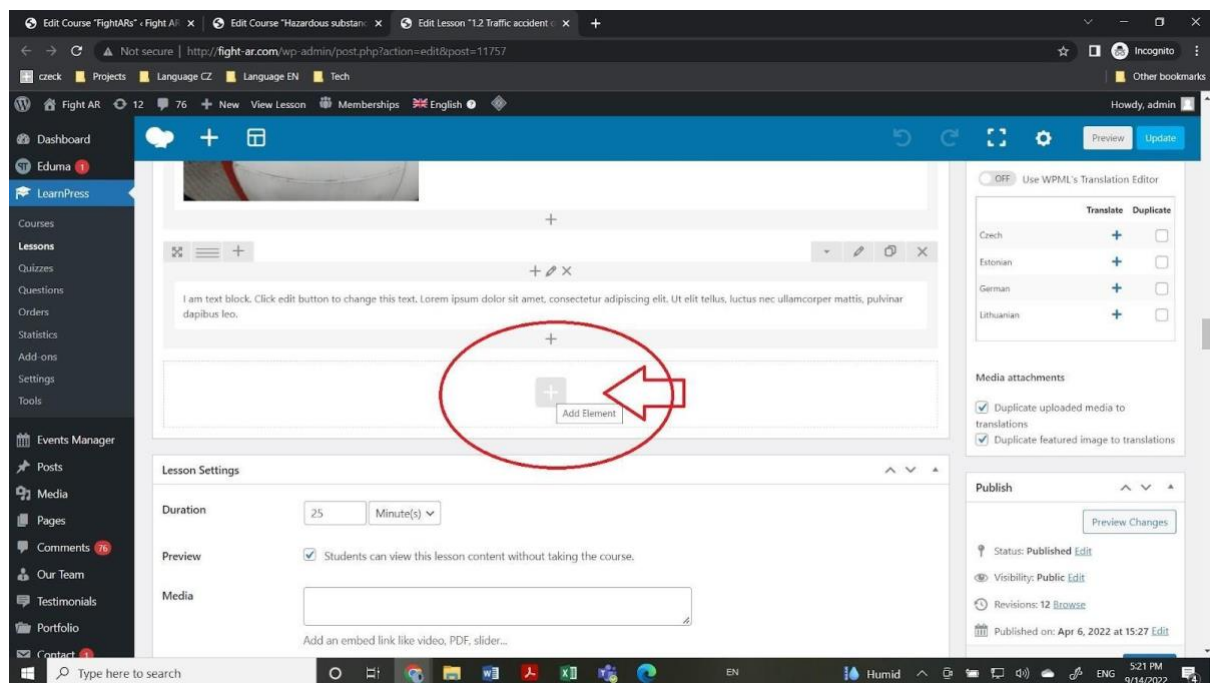 Edit Course "FightARs" ‹ Fight AR
Edit Course "Hazardous substanc
Edit Lesson "1.2 Traffic accident o
Not secure | http://fight-ar.com/wp-admin/post.php?action=edit&post=11757
Incognito
czeck Projects Language CZ Language EN Tech
Other bookmarks
Fight AR 12 76 New View Lesson Memberships English
Howdy, admin
Dashboard
Eduma 1
LearnPress
Courses
Lessons
Quizzes
Questions
Orders
Statistics
Add-ons
Settings
Tools
Events Manager
Posts
Media
Pages
Comments 76
Our Team
Testimonials
Portfolio
Contact 1
Preview Update
I am text block. Click edit button to change this text. Lorem ipsum dolor sit amet, consectetur adipiscing elit. Ut elit tellus, luctus nec ullamcorper mattis, pulvinar
dapibus leo.
Add Element
Lesson Settings
Duration 25 Minute(s)
Preview Students can view this lesson content without taking the course.
Media
Add an embed link like video, PDF, slider...
OFF Use WPML's Translation Editor
Translate Duplicate
Czech
Estonian
German
Lithuanian
Media attachments
Duplicate uploaded media to
translations
Duplicate featured image to translations
Publish
Preview Changes
Status: Published Edit
Visibility: Public Edit
Revisions: 12 Browse
Published on: Apr 6, 2022 at 15:27 Edit
Type here to search
EN
Humid
ENG
5:21 PM
9/14/2022
4